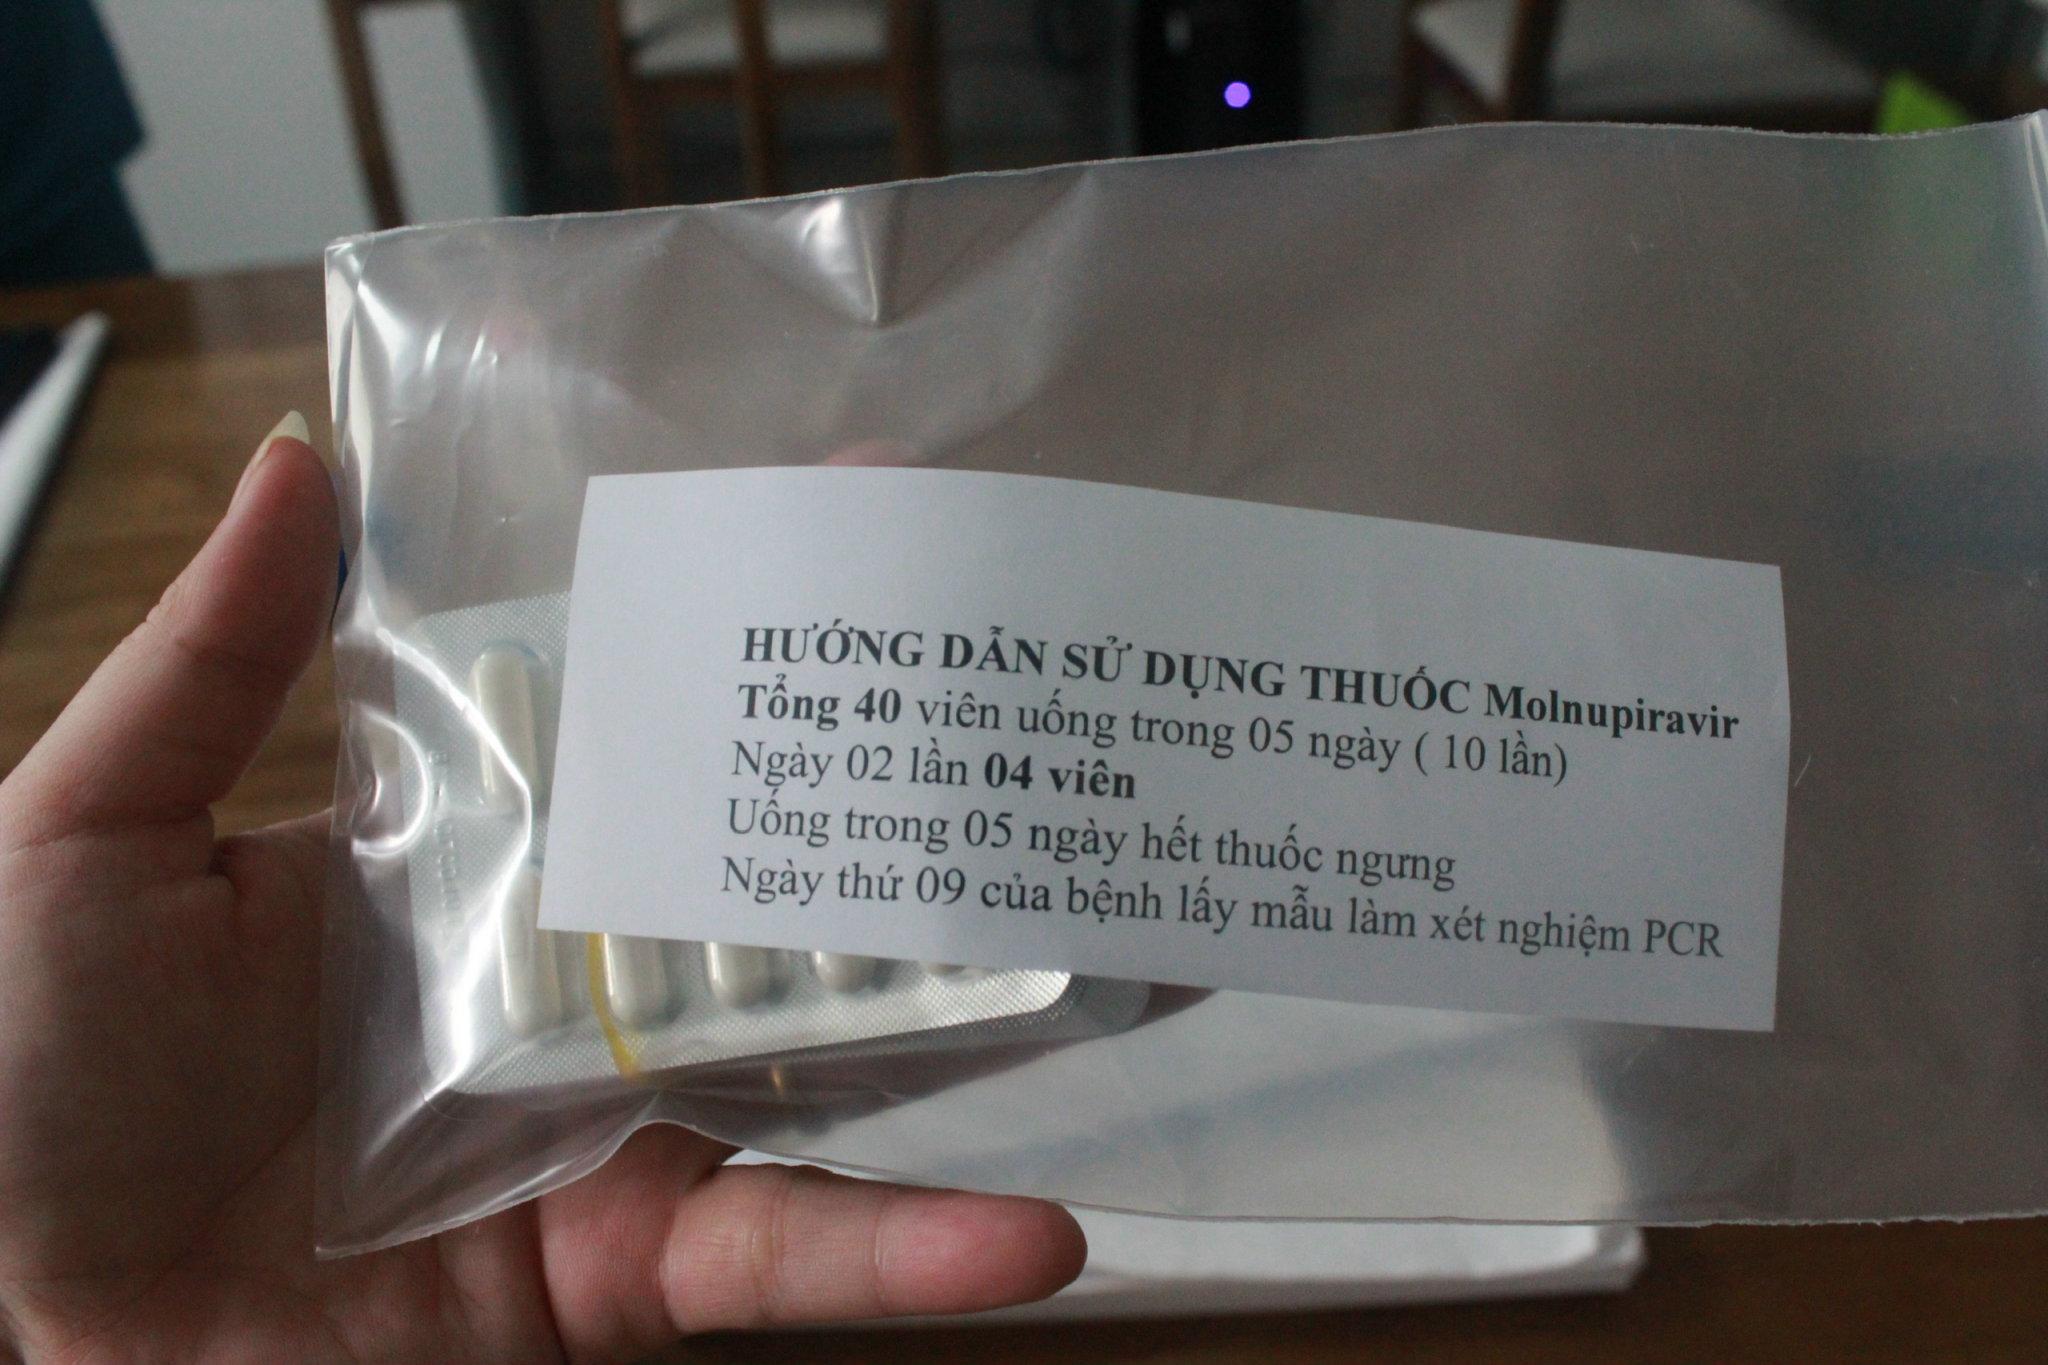 HƯỚNG DẪN SỬ DỤNG THUỐC Molnupiravir
Tổng 40 viên uống trong 05 ngày ( 10 lần)
Ngày 02 lần 04 viên
Uống trong 05 ngày hết thuốc ngưng
Ngày thứ 09 của bệnh lấy mẫu làm xét nghiệm PCR